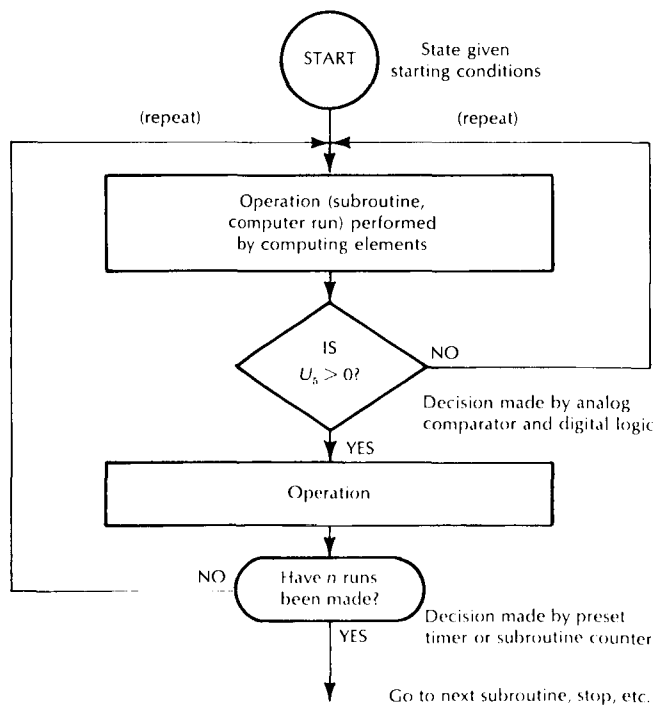 START
State given
starting conditions
(repeat)
(repeat)
Operation (subroutine,
computer run) performed
by computing elements
IS
U₅ > 0?
NO
Decision made by analog
comparator and digital logic
YES
Operation
NO
Have n runs
been made?
Decision made by preset
timer or subroutine counter
YES
Go to next subroutine, stop, etc.